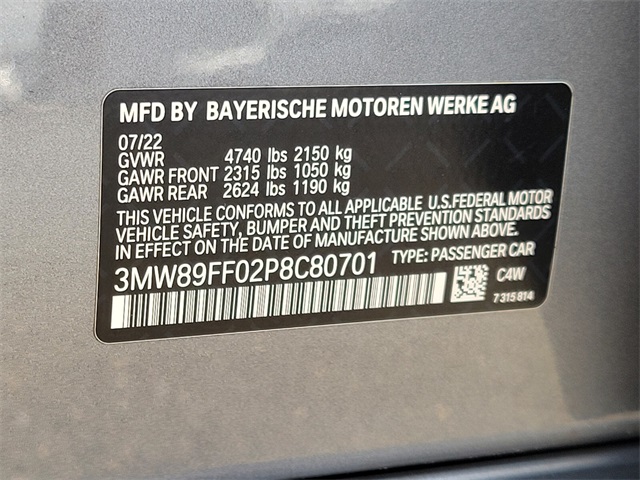 MFD BY BAYERISCHE MOTOREN WERKE AG
07/22
GVWR 4740 lbs 2150 kg
GAWR FRONT 2315 lbs 1050 kg
GAWR REAR 2624 lbs 1190 kg
THIS VEHICLE CONFORMS TO ALL APPLICABLE U.S.FEDERAL MOTOR
VEHICLE SAFETY, BUMPER AND THEFT PREVENTION STANDARDS
IN EFFECT ON THE DATE OF MANUFACTURE SHOWN ABOVE.
3MW89FF02P8C80701 TYPE: PASSENGER CAR
C4W
7 315 814